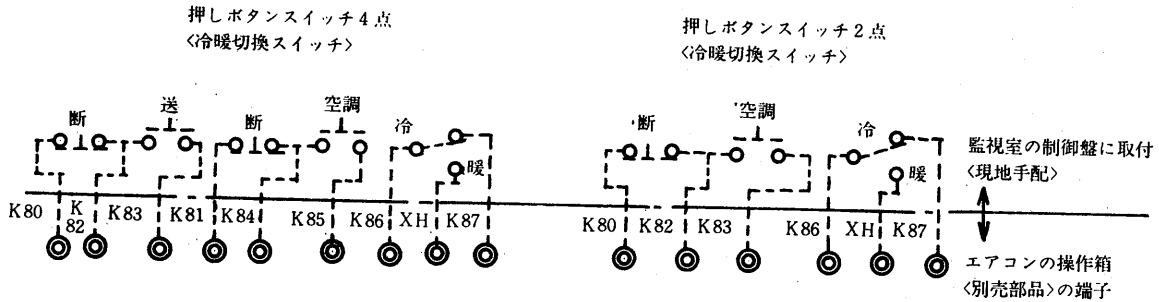 押しボタンスイッチ4点
〈冷暖切換スイッチ〉
押しボタンスイッチ2点
〈冷暖切換スイッチ〉
断
送
断
空調
冷
暖
断
空調
冷
暖
監視室の制御盤に取付
〈現地手配〉
K80
K82
K83
K81
K84
K85
K86
XH
K87
K80
K82
K83
K86
XH
K87
エアコンの操作箱
〈別売部品〉の端子